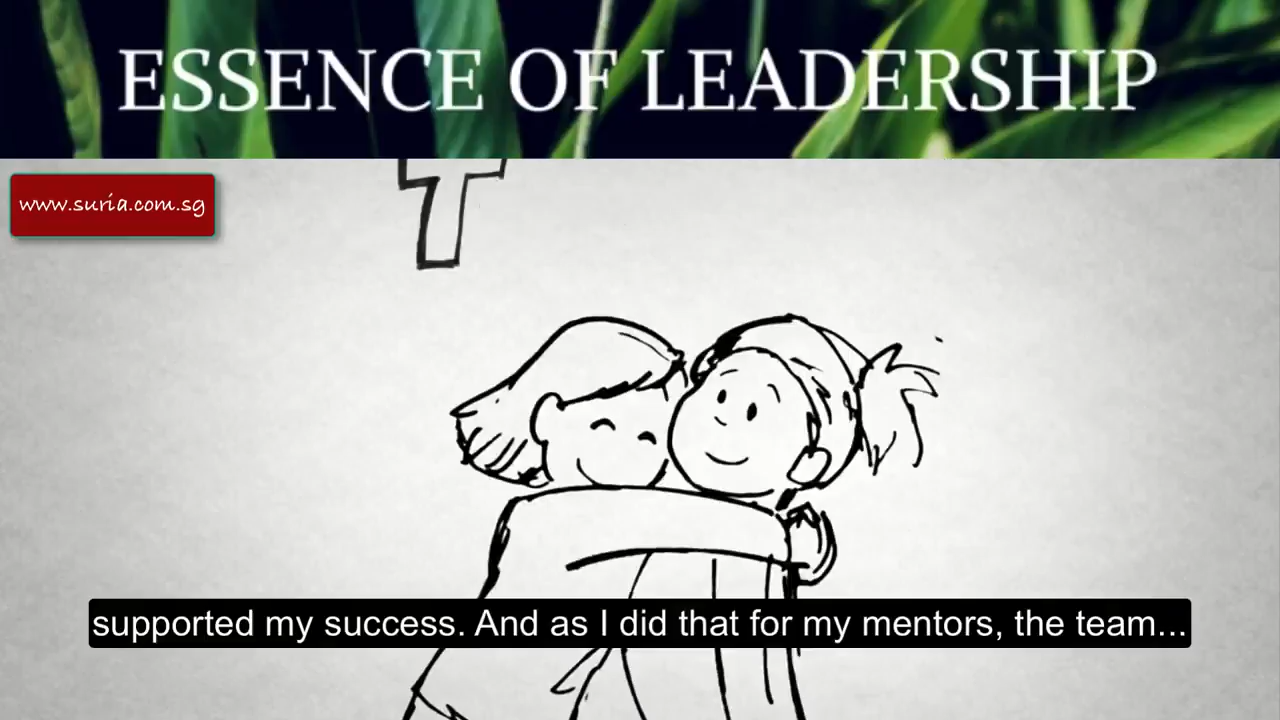 ESSENCE OF LEADERSHIP
www.suria.com.sg
supported my success. And as I did that for my mentors, the team...